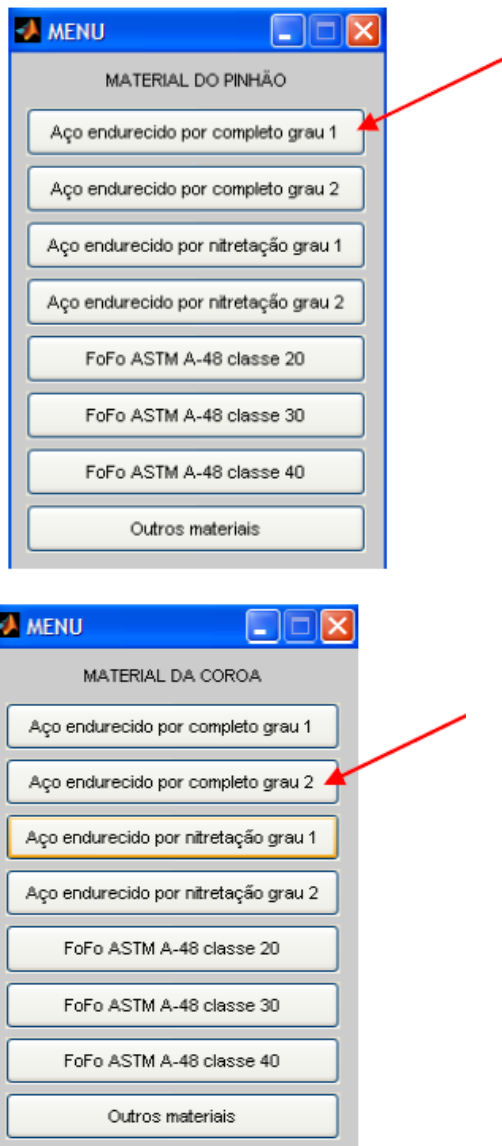 MENU
MATERIAL DO PINHÃO
Aço endurecido por completo grau 1
Aço endurecido por completo grau 2
Aço endurecido por nitretação grau 1
Aço endurecido por nitretação grau 2
FoFo ASTM A-48 classe 20
FoFo ASTM A-48 classe 30
FoFo ASTM A-48 classe 40
Outros materiais
MENU
MATERIAL DA COROA
Aço endurecido por completo grau 1
Aço endurecido por completo grau 2
Aço endurecido por nitretação grau 1
Aço endurecido por nitretação grau 2
FoFo ASTM A-48 classe 20
FoFo ASTM A-48 classe 30
FoFo ASTM A-48 classe 40
Outros materiais